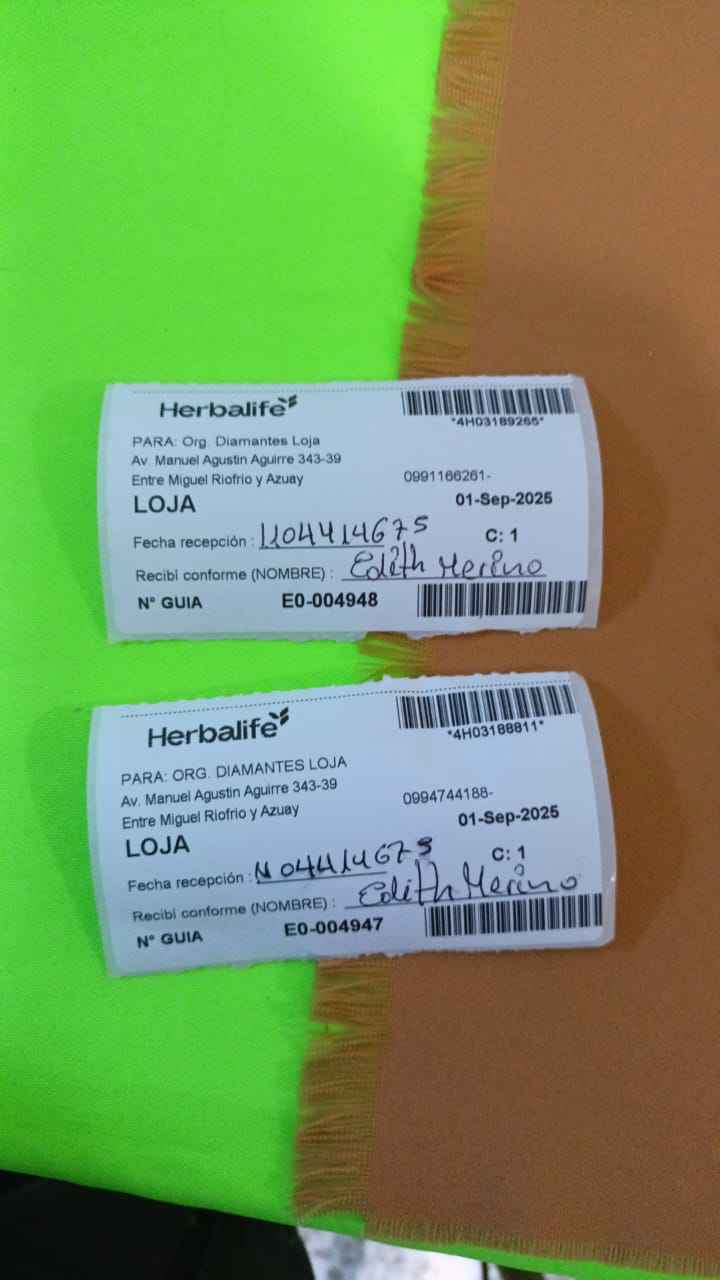 Herbalife
*4H03189265*
PARA: Org. Diamantes Loja
Av. Manuel Agustin Aguirre 343-39
Entre Miguel Riofrio y Azuay
0991166261-
LOJA
01-Sep-2025
Fecha recepción : 1104414675
C: 1
Recibí conforme (NOMBRE) : Edith Merino
N° GUIA E0-004948
Herbalife
*4H03188811*
PARA: ORG. DIAMANTES LOJA
Av. Manuel Agustin Aguirre 343-39
Entre Miguel Riofrio y Azuay
0994744188-
LOJA
01-Sep-2025
Fecha recepción : 1104414675
C: 1
Recibí conforme (NOMBRE) : Edith Merino
N° GUIA E0-004947